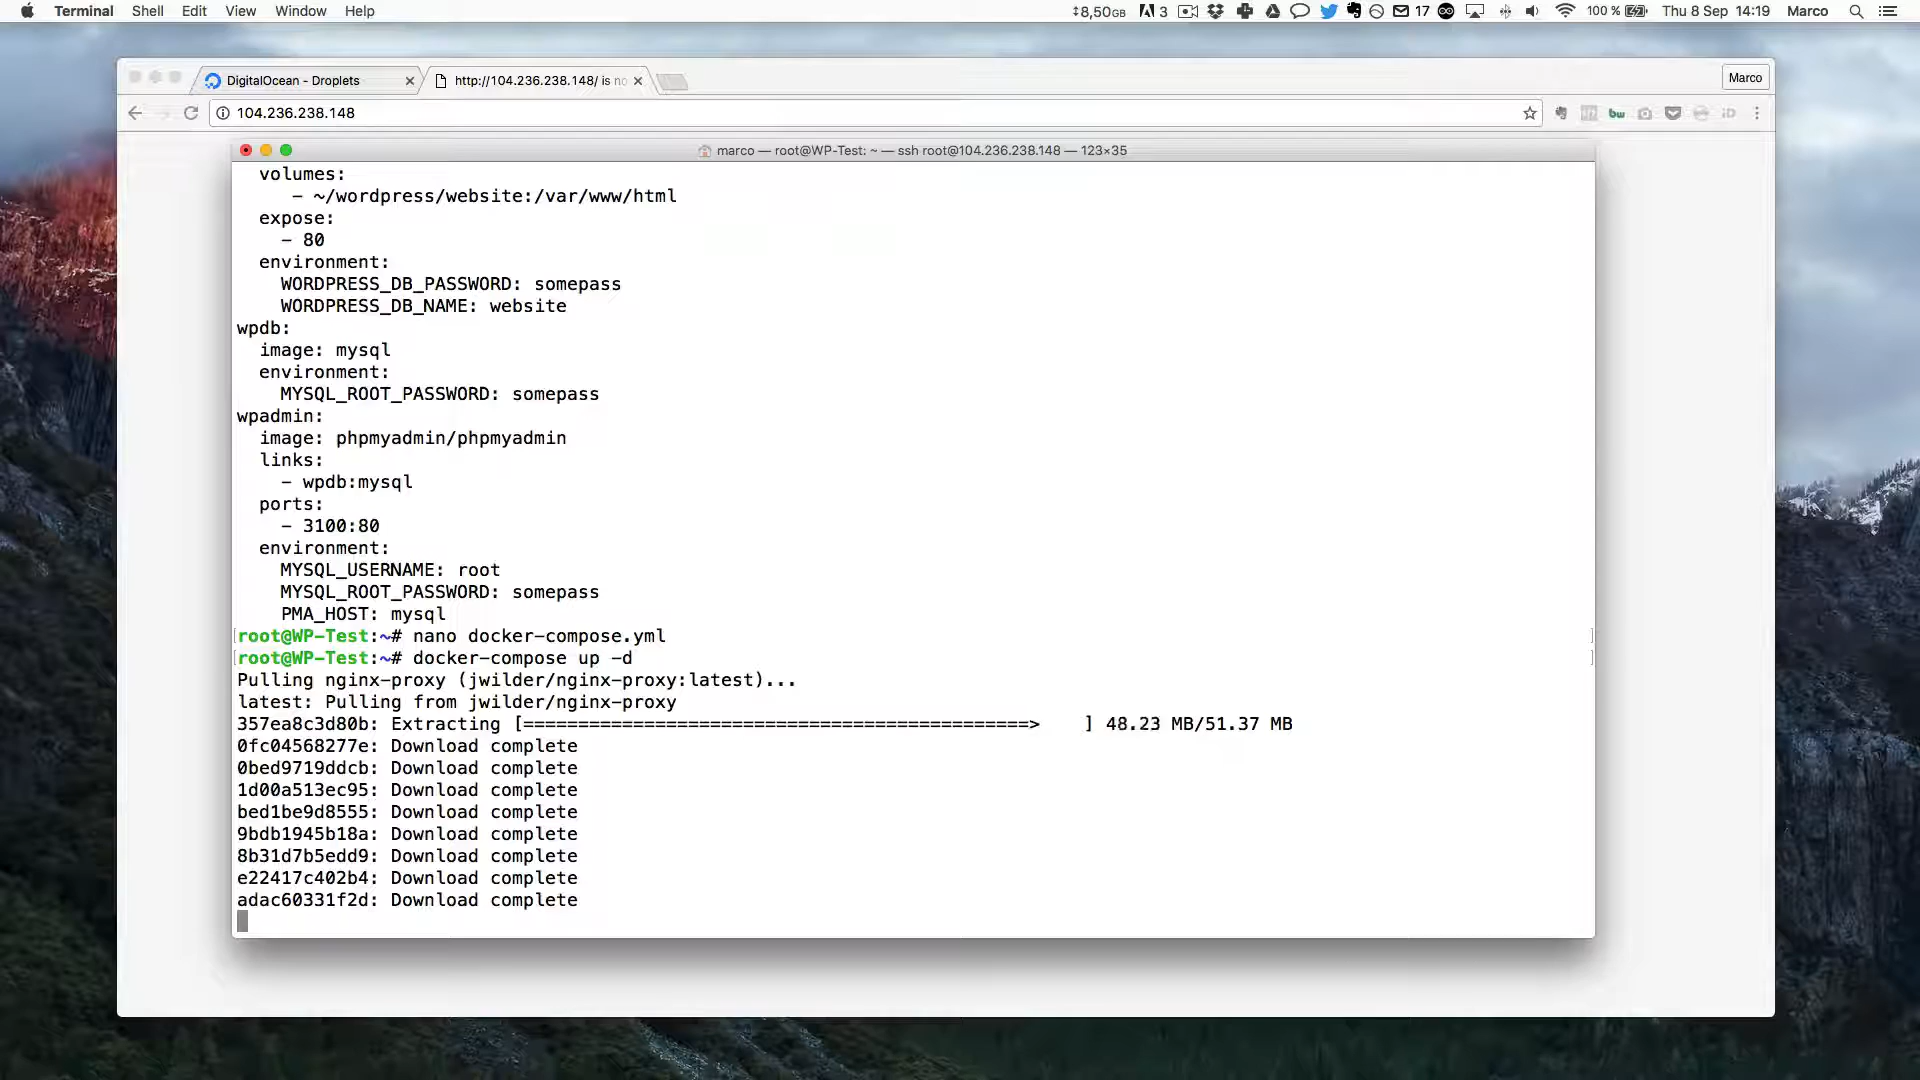 Terminal Shell Edit View Window Help
8,50GB 3 17 100 % Thu 8 Sep 14:19 Marco
DigitalOcean - Droplets
http://104.236.238.148/ is no
Marco
104.236.238.148
bw
iD
marco — root@WP-Test: ~ — ssh root@104.236.238.148 — 123×35
volumes:
- ~/wordpress/website:/var/www/html
expose:
- 80
environment:
WORDPRESS_DB_PASSWORD: somepass
WORDPRESS_DB_NAME: website
wpdb:
image: mysql
environment:
MYSQL_ROOT_PASSWORD: somepass
wpadmin:
image: phpmyadmin/phpmyadmin
links:
- wpdb:mysql
ports:
- 3100:80
environment:
MYSQL_USERNAME: root
MYSQL_ROOT_PASSWORD: somepass
PMA_HOST: mysql
[root@WP-Test:~# nano docker-compose.yml ]
[root@WP-Test:~# docker-compose up -d ]
Pulling nginx-proxy (jwilder/nginx-proxy:latest)...
latest: Pulling from jwilder/nginx-proxy
357ea8c3d80b: Extracting [==============================================>    ] 48.23 MB/51.37 MB
0fc04568277e: Download complete
0bed9719ddcb: Download complete
1d00a513ec95: Download complete
bed1be9d8555: Download complete
9bdb1945b18a: Download complete
8b31d7b5edd9: Download complete
e22417c402b4: Download complete
adac60331f2d: Download complete